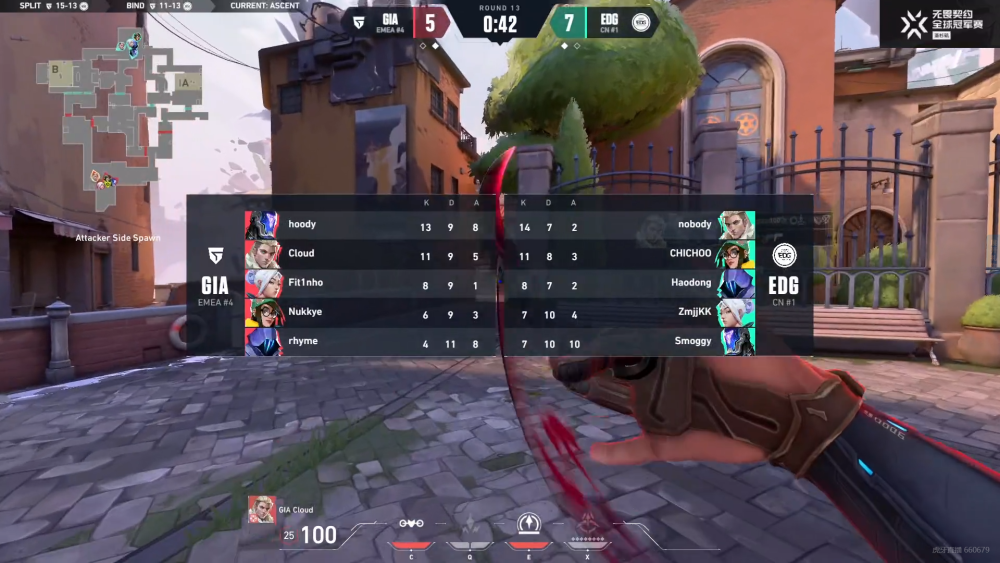 SPLIT 15-13
BIND 11-13
CURRENT: ASCENT
GIA
EMEA #4
5
ROUND 13
0:42
7
EDG
CN #1
无畏契约
全球冠军赛
B
A
Attacker Side Spawn
K D A K D A
hoody 13 9 8 14 7 2 nobody
Cloud 11 9 5 11 8 3 CHICHOO
Fit1nho 8 9 1 8 7 2 Haodong
Nukkye 6 9 3 7 10 4 ZmjjKK
rhyme 4 11 8 7 10 10 Smoggy
GIA
EMEA #4
EDG
EDG
CN #1
GIA Cloud
25 100
C Q E X
660679